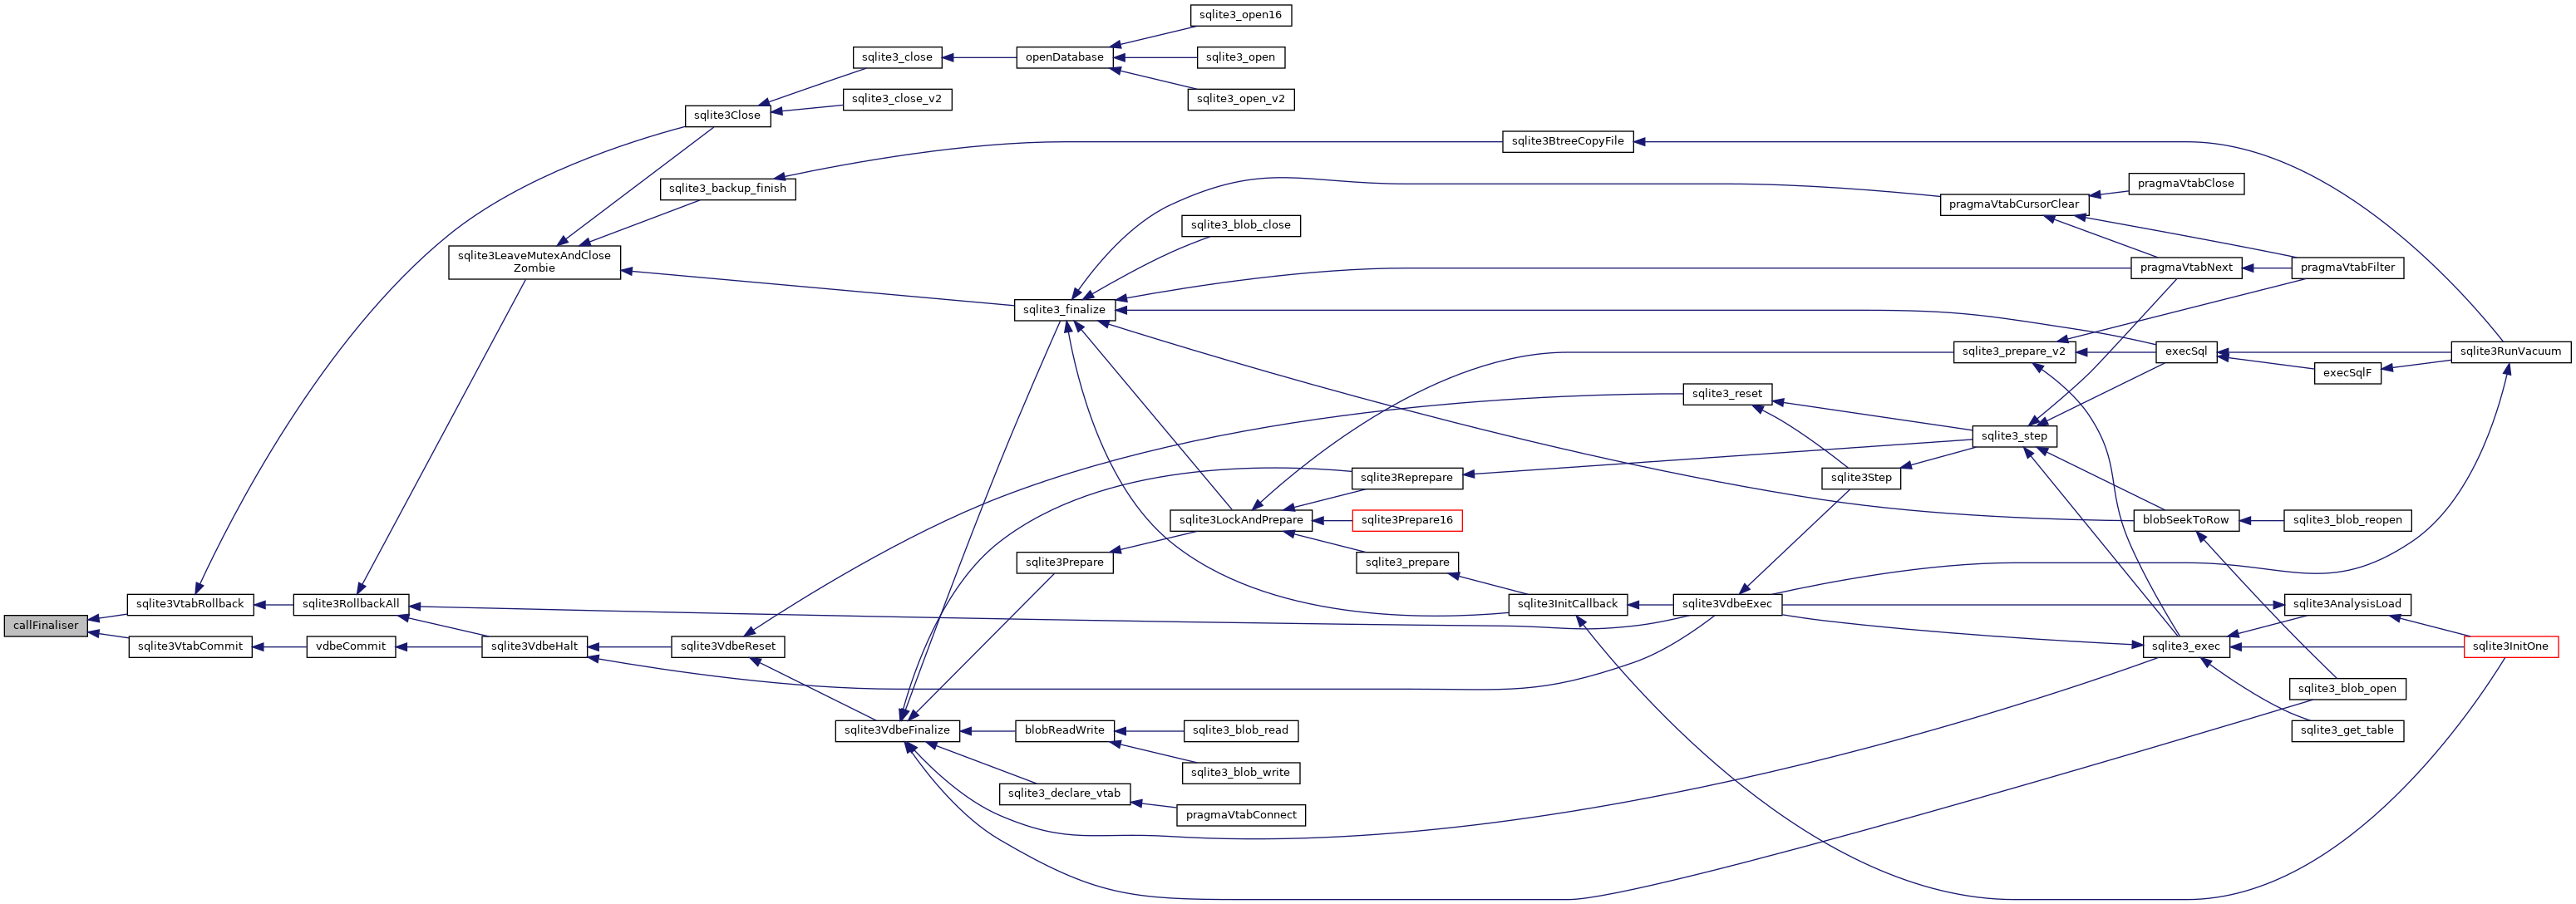 sqlite3_open16
sqlite3_close
openDatabase
sqlite3_open
sqlite3_close_v2
sqlite3_open_v2
sqlite3Close
sqlite3BtreeCopyFile
sqlite3_backup_finish
pragmaVtabClose
pragmaVtabCursorClear
sqlite3_blob_close
sqlite3LeaveMutexAndClose
Zombie
pragmaVtabNext
pragmaVtabFilter
sqlite3_finalize
sqlite3_prepare_v2
execSql
sqlite3RunVacuum
execSqlF
sqlite3_reset
sqlite3_step
sqlite3Reprepare
sqlite3Step
sqlite3LockAndPrepare
sqlite3Prepare16
blobSeekToRow
sqlite3_blob_reopen
sqlite3Prepare
sqlite3_prepare
sqlite3VtabRollback
sqlite3RollbackAll
sqlite3InitCallback
sqlite3VdbeExec
sqlite3AnalysisLoad
callFinaliser
sqlite3VtabCommit
vdbeCommit
sqlite3VdbeHalt
sqlite3VdbeReset
sqlite3_exec
sqlite3InitOne
sqlite3_blob_open
sqlite3VdbeFinalize
blobReadWrite
sqlite3_blob_read
sqlite3_get_table
sqlite3_blob_write
sqlite3_declare_vtab
pragmaVtabConnect